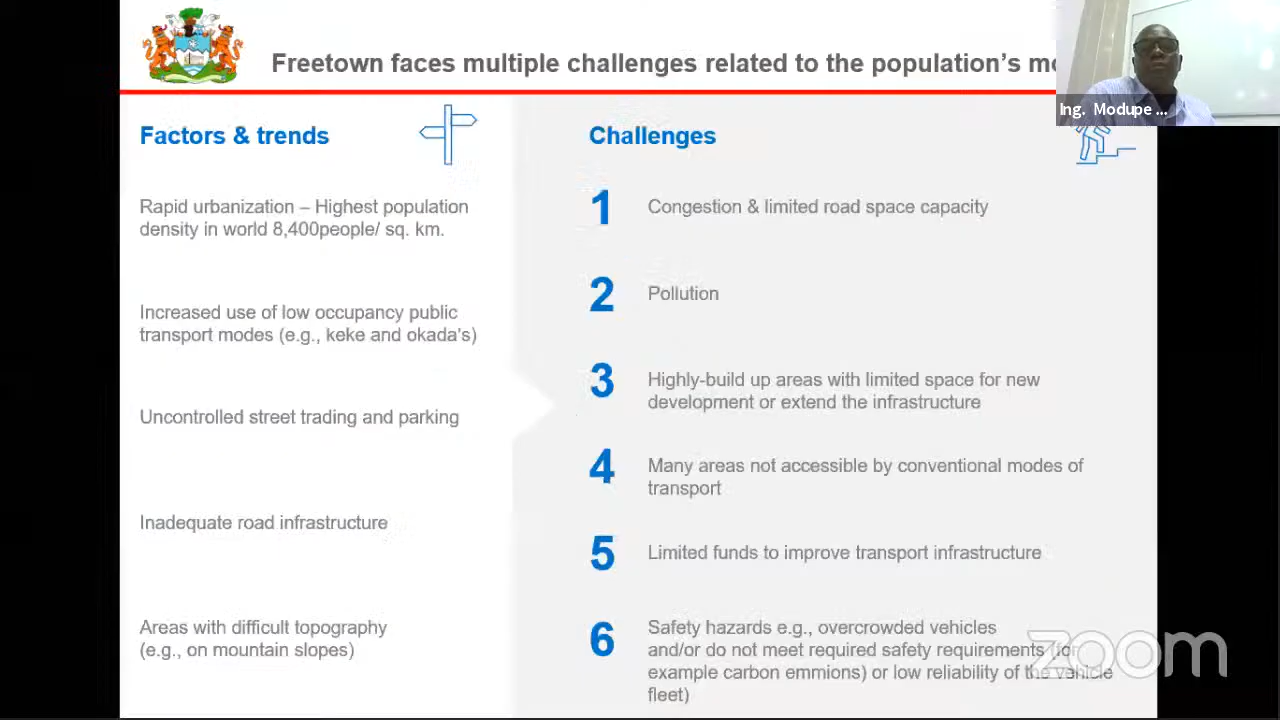 Freetown faces multiple challenges related to the population's mo
Ing. Modupe ...
Factors & trends
Rapid urbanization – Highest population
density in world 8,400people/ sq. km.
Increased use of low occupancy public
transport modes (e.g., keke and okada's)
Uncontrolled street trading and parking
Inadequate road infrastructure
Areas with difficult topography
(e.g., on mountain slopes)
Challenges
1 Congestion & limited road space capacity
2 Pollution
3 Highly-build up areas with limited space for new
development or extend the infrastructure
4 Many areas not accessible by conventional modes of
transport
5 Limited funds to improve transport infrastructure
6 Safety hazards e.g., overcrowded vehicles
and/or do not meet required safety requirements (for
example carbon emmions) or low reliability of the vehicle
fleet)
zoom